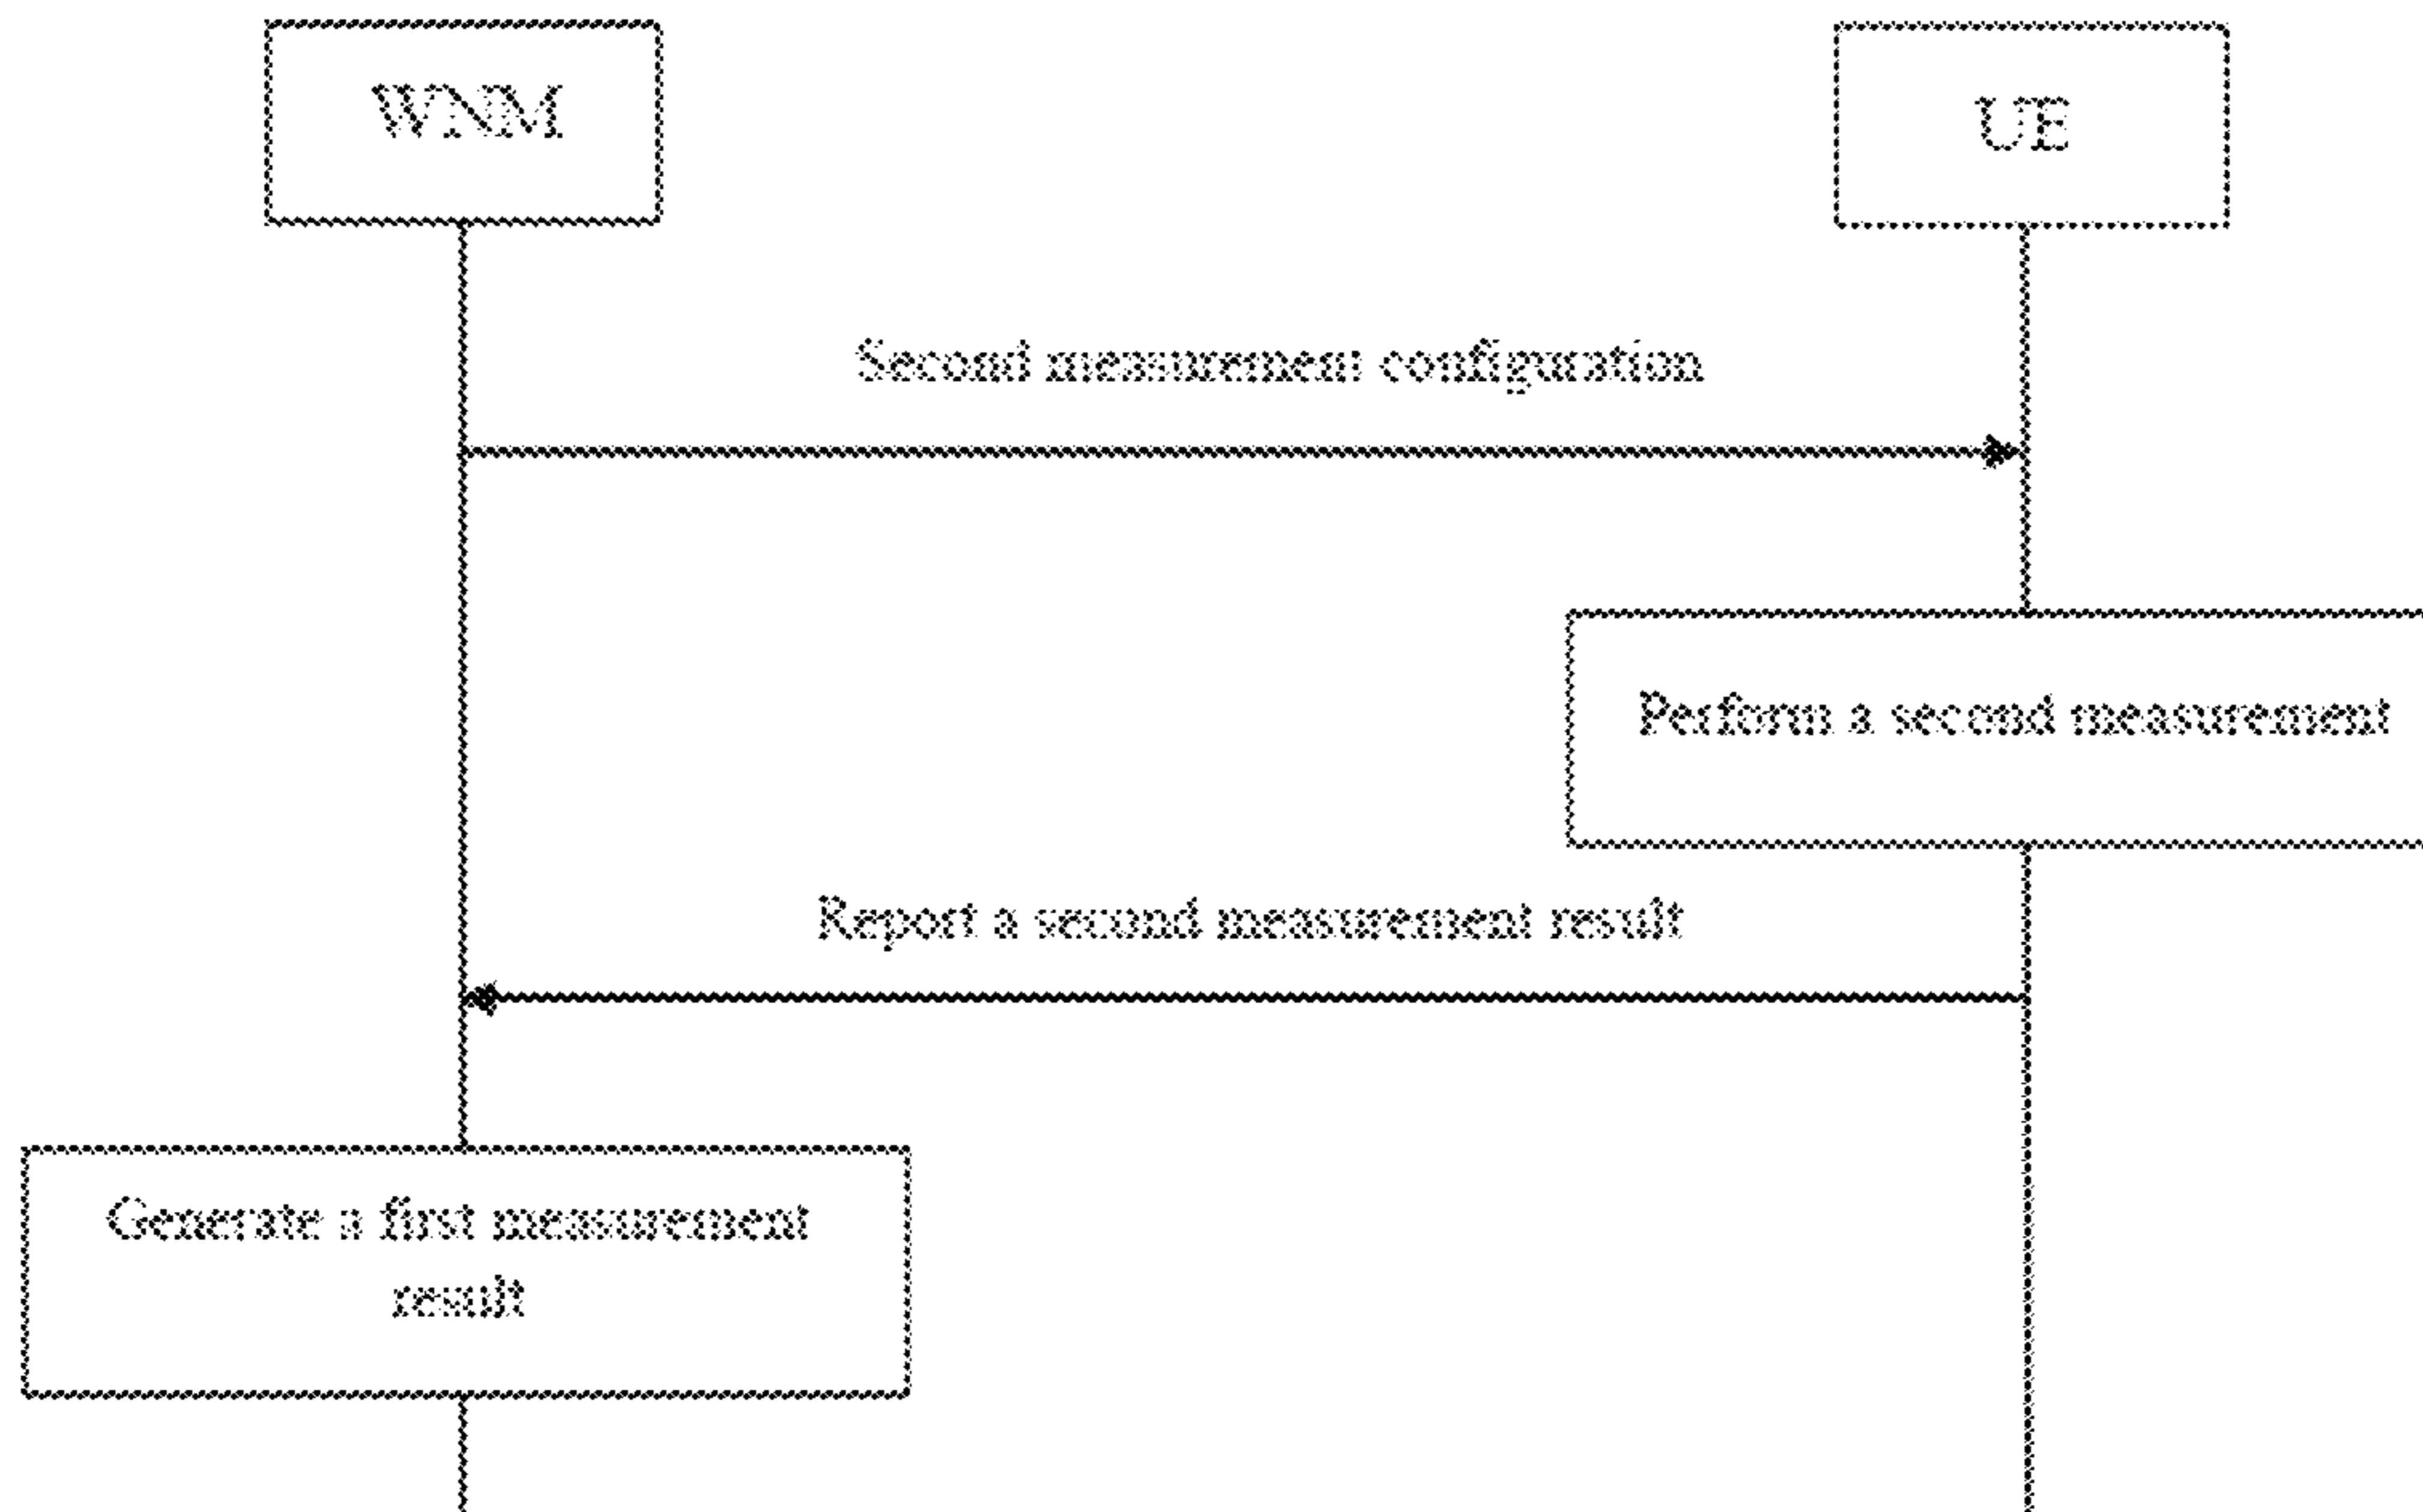 WNM
UE
Second measurement configuration
Perform a second measurement
Report a second measurement result
Generate a first measurement
result